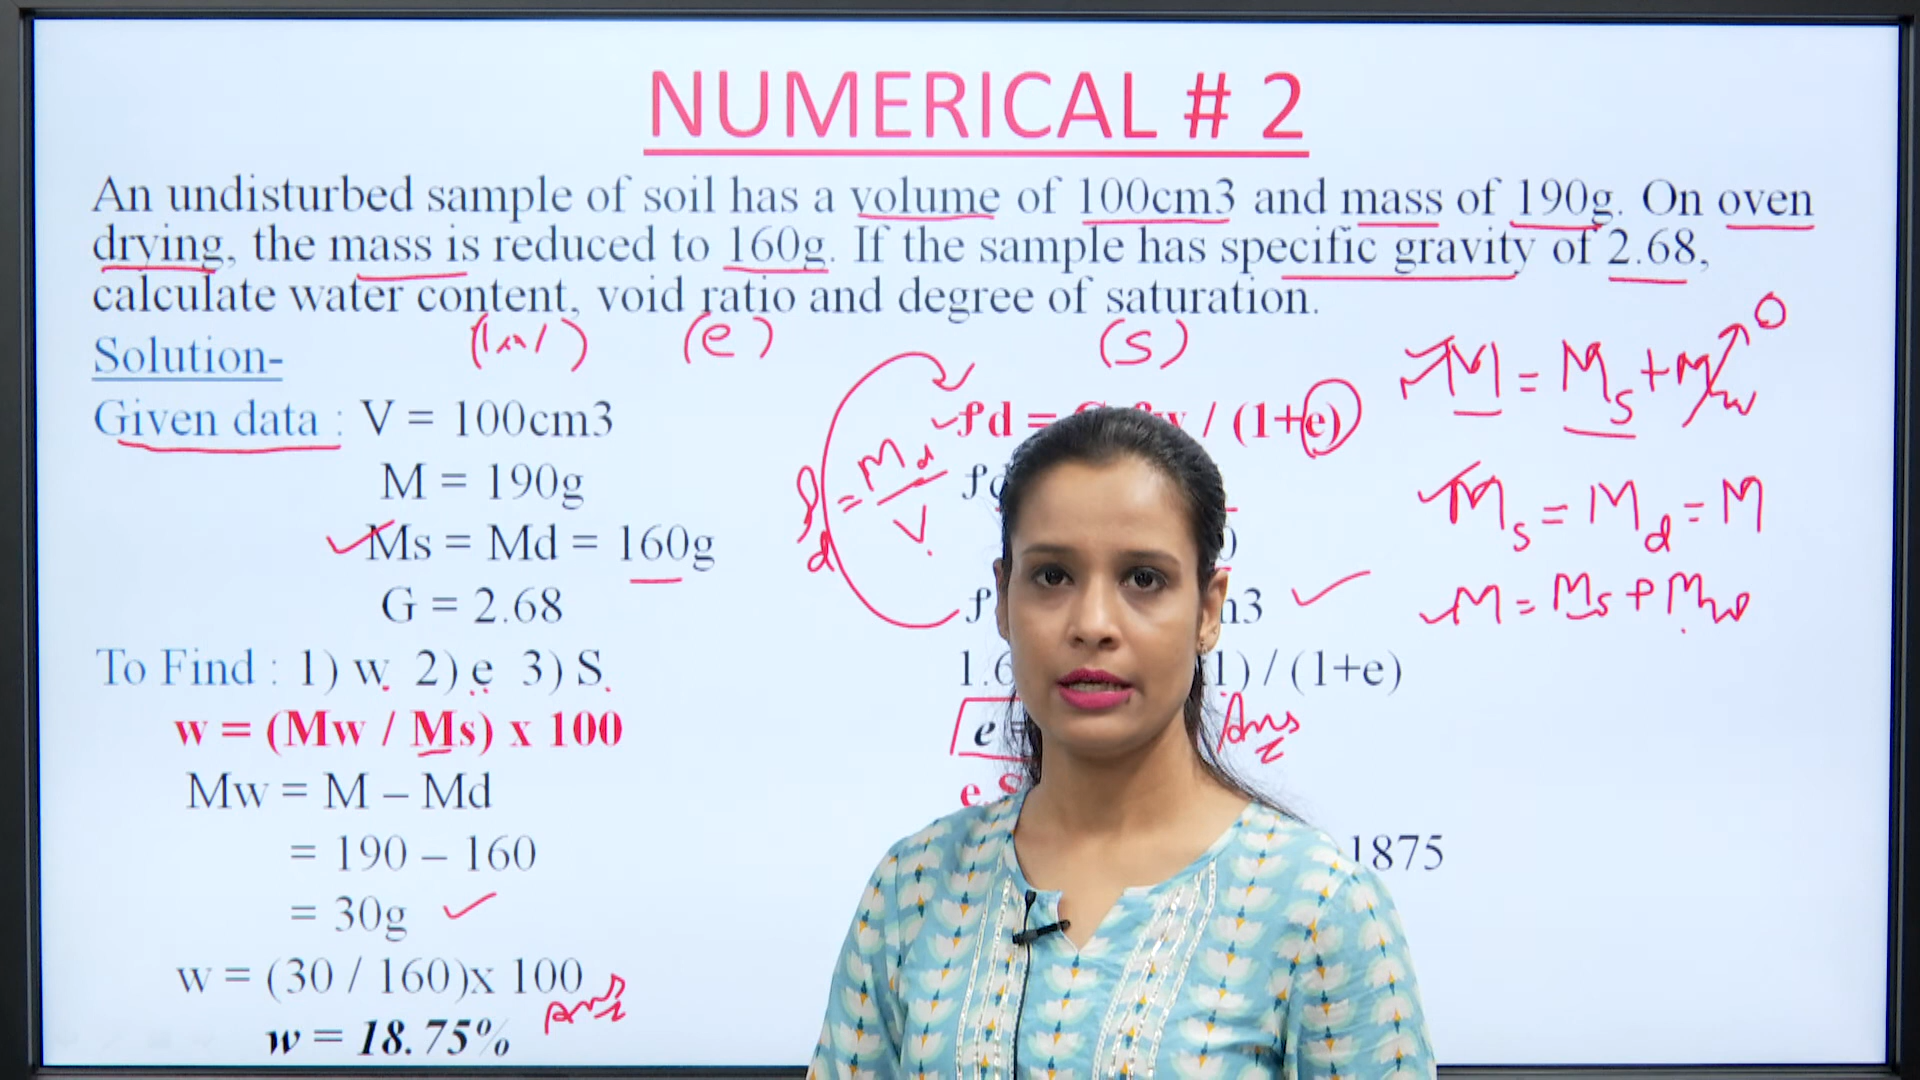 NUMERICAL # 2
An undisturbed sample of soil has a volume of 100cm3 and mass of 190g. On oven
drying, the mass is reduced to 160g. If the sample has specific gravity of 2.68,
calculate water content, void ratio and degree of saturation.
(e) (S)
Solution-
Given data : V = 100cm3
M = 190g
Ms = Md = 160g
G = 2.68
To Find : 1) w 2) e 3) S
w = (Mw / Ms) x 100
Mw = M – Md
= 190 – 160
= 30g
w = (30 / 160)x 100
Ans
w = 18.75%
ρd = / (1+e)
ρd = Md / V
1.6 1) / (1+e)
e = Ans
1875
M = Ms + Mw 0
Ms = Md = M
M = Ms + Mw